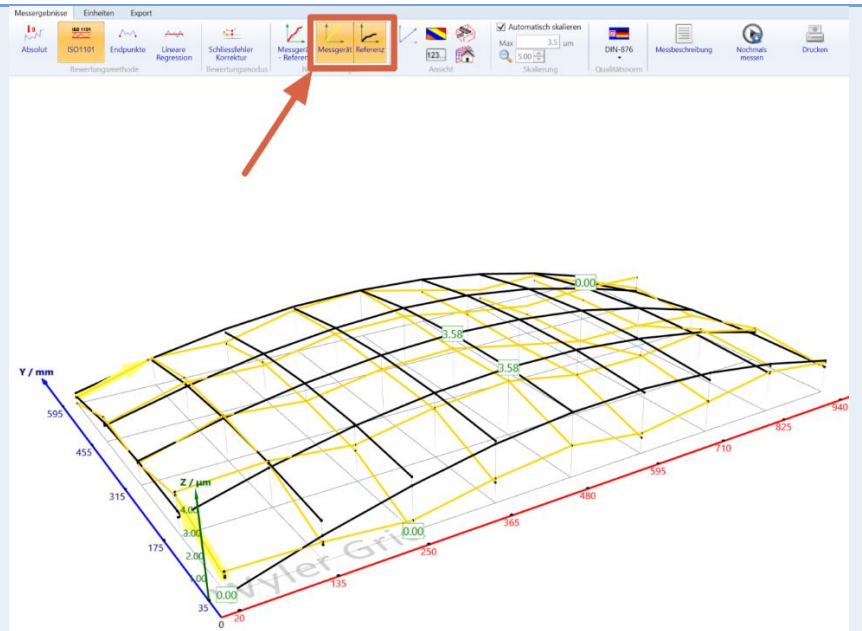 Messergebnisse Einheiten Export
Absolut
ISO 1101
ISO1101
Endpunkte
Lineare
Regression
Bewertungsmethode
Schliessfehler
Korrektur
Bewertungsmodus
Messgerät
- Referenz
Messgerät
Referenz
123...
Ansicht
Automatisch skalieren
Max 3.5 um
5.00
Skalierung
DIN-876
Qualitätsnorm
Messbeschreibung
Nochmals
messen
Drucken
0.00
3.58
3.58
Y / mm
595
455
315
175
35
Z / µm
4.00
3.00
2.00
1.00
0.00
0.00
Wyler Grid
0
20
135
250
365
480
595
710
825
940